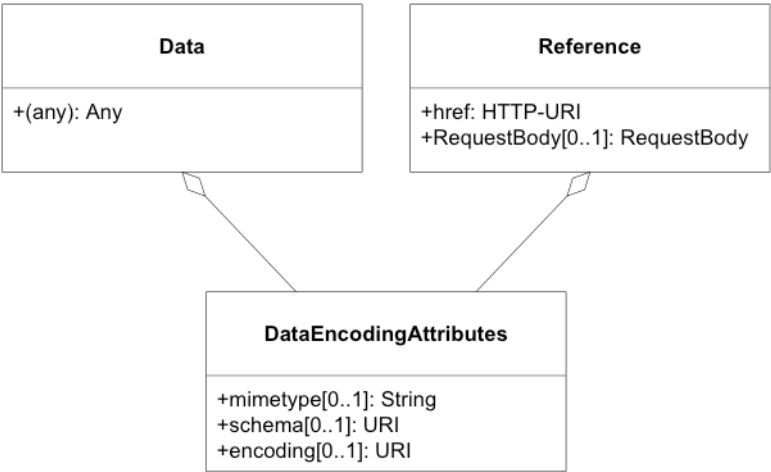 Data
+(any): Any
Reference
+href: HTTP-URI
+RequestBody[0..1]: RequestBody
DataEncodingAttributes
+mimetype[0..1]: String
+schema[0..1]: URI
+encoding[0..1]: URI